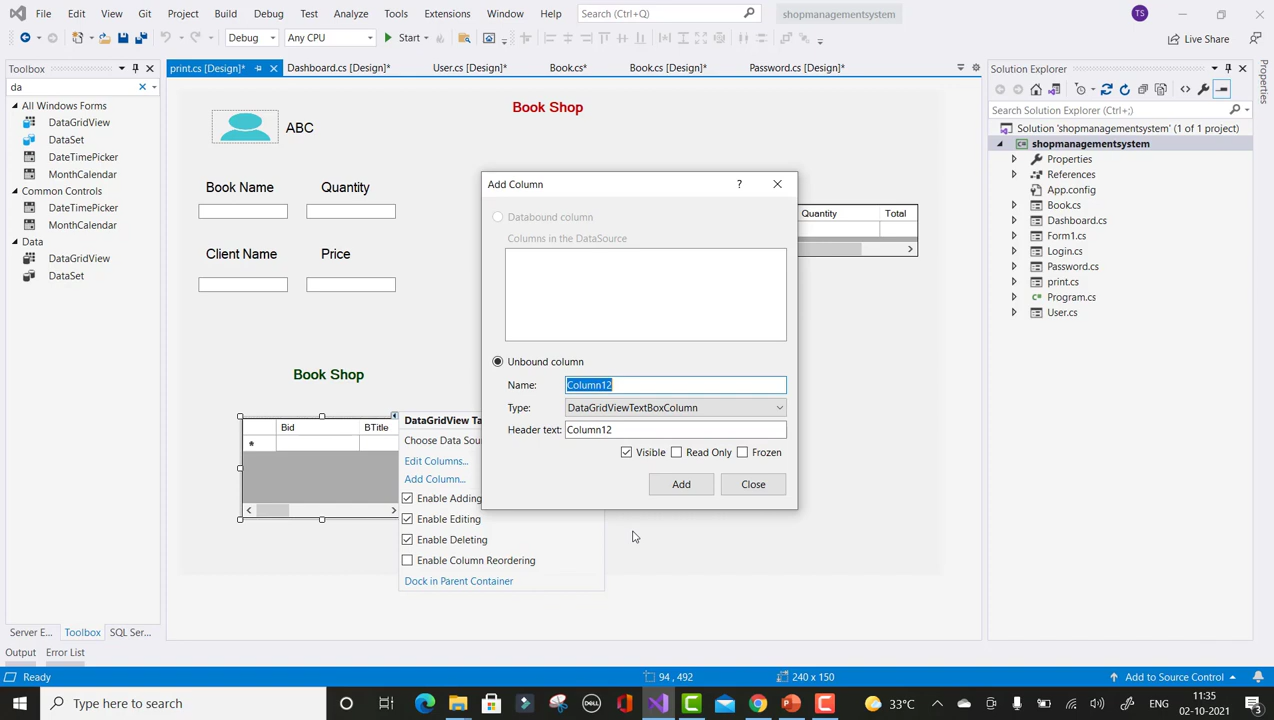 File Edit View Git Project Build Debug Test Analyze Tools Extensions Window Help Search (Ctrl+Q) shopmanagementsystem TS
Debug Any CPU Start Live Share
Toolbox
print.cs [Design]* Dashboard.cs [Design]* User.cs [Design]* Book.cs* Book.cs [Design]* Password.cs [Design]*
Solution Explorer
Properties
da
All Windows Forms
DataGridView
DataSet
DateTimePicker
MonthCalendar
Common Controls
DateTimePicker
MonthCalendar
Data
DataGridView
DataSet
Book Shop
ABC
Book Name Quantity
Client Name Price
Quantity Total
Book Shop
Bid BTitle
*
DataGridView Ta
Choose Data Sou
Edit Columns...
Add Column...
Enable Adding
Enable Editing
Enable Deleting
Enable Column Reordering
Dock in Parent Container
Add Column
?
Databound column
Columns in the DataSource
Unbound column
Name: Column12
Type: DataGridViewTextBoxColumn
Header text: Column12
Visible Read Only Frozen
Add Close
Search Solution Explorer (Ctrl+;)
Solution 'shopmanagementsystem' (1 of 1 project)
shopmanagementsystem
Properties
References
App.config
Book.cs
Dashboard.cs
Form1.cs
Login.cs
Password.cs
print.cs
Program.cs
User.cs
Server E... Toolbox SQL Ser...
Output Error List
Ready 94 , 492 240 x 150 Add to Source Control
Type here to search
DELL
33°C
ENG
11:35
02-10-2021
3